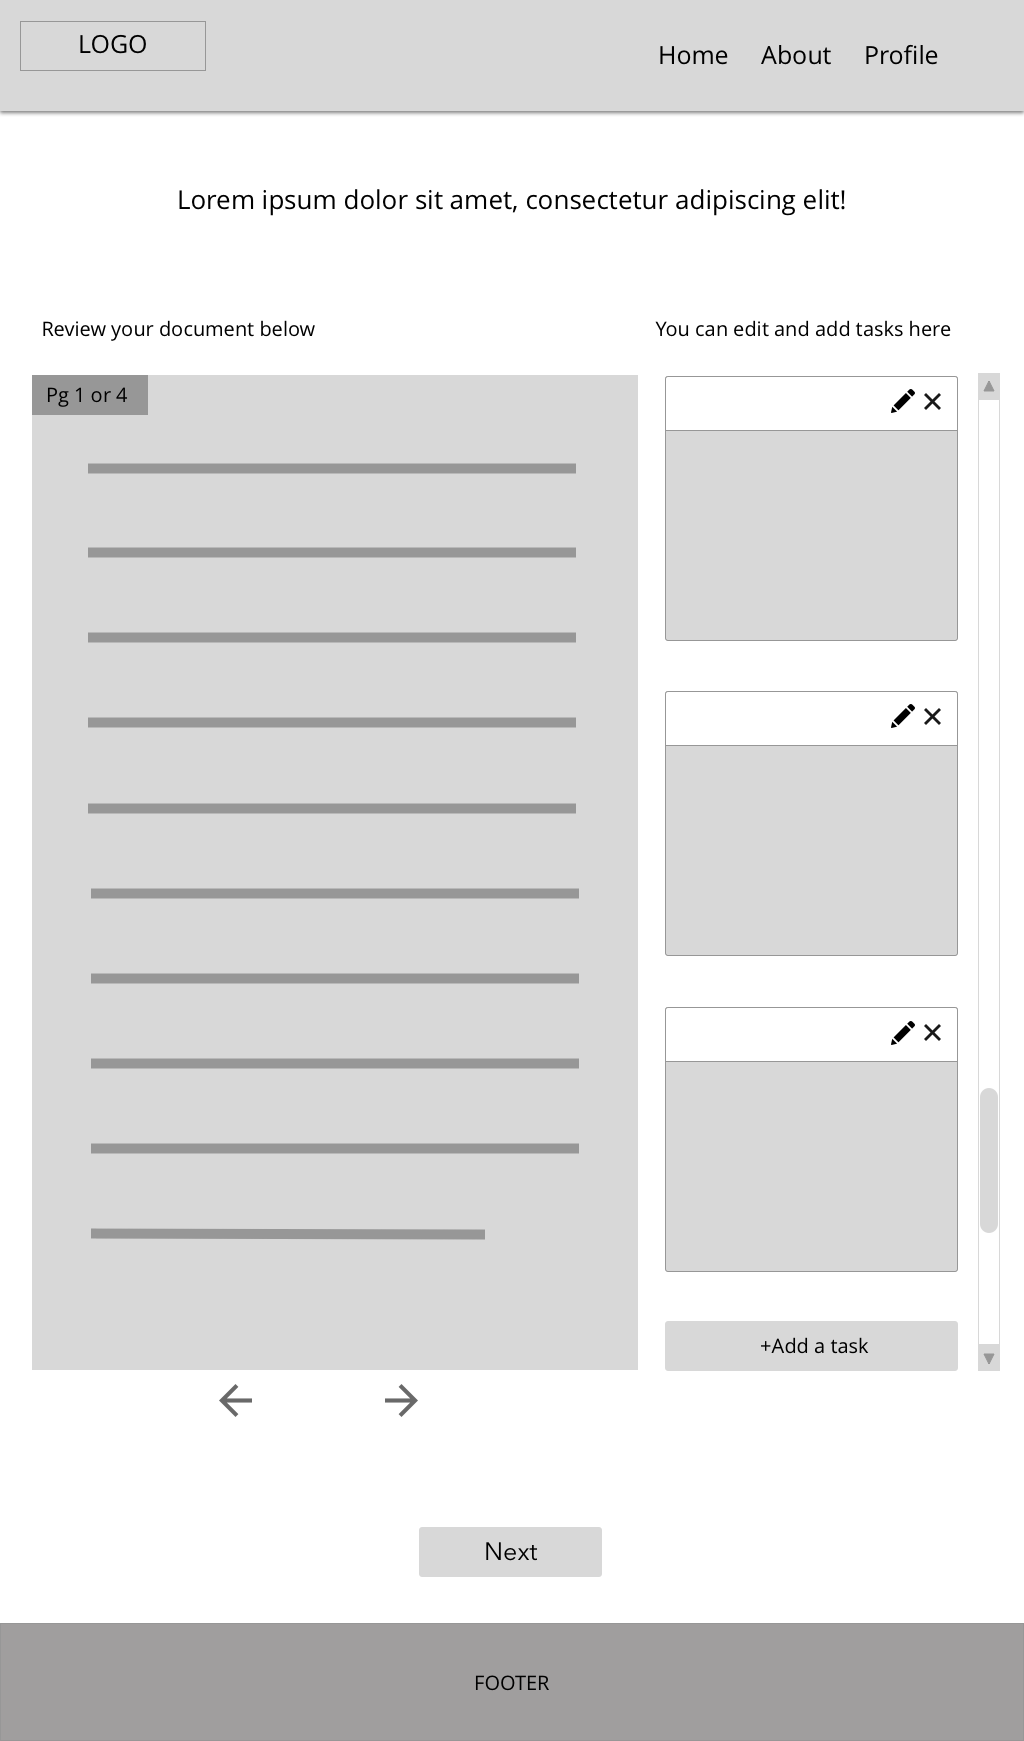 LOGO
Home About Profile
Lorem ipsum dolor sit amet, consectetur adipiscing elit!
Review your document below
You can edit and add tasks here
Pg 1 or 4
+Add a task
Next
FOOTER